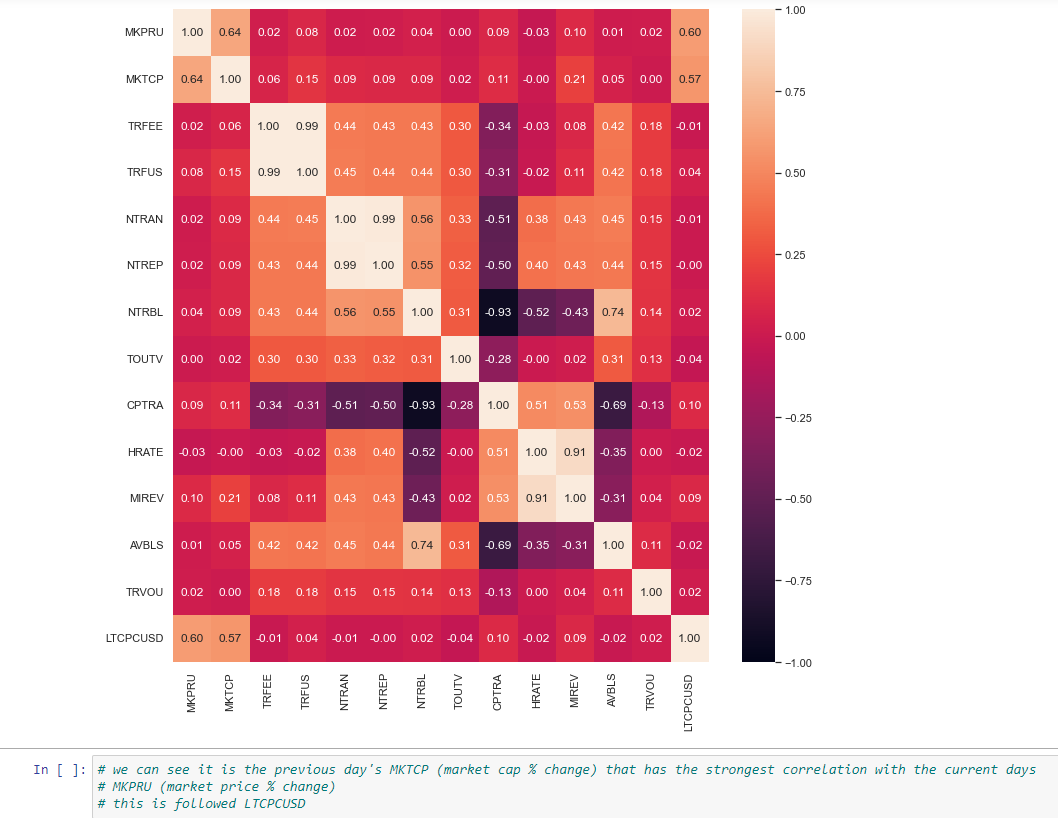 MKPRU 1.00 0.64 0.02 0.08 0.02 0.02 0.04 0.00 0.09 -0.03 0.10 0.01 0.02 0.60
MKTCP 0.64 1.00 0.06 0.15 0.09 0.09 0.09 0.02 0.11 -0.00 0.21 0.05 0.00 0.57
TRFEE 0.02 0.06 1.00 0.99 0.44 0.43 0.43 0.30 -0.34 -0.03 0.08 0.42 0.18 -0.01
TRFUS 0.08 0.15 0.99 1.00 0.45 0.44 0.44 0.30 -0.31 -0.02 0.11 0.42 0.18 0.04
NTRAN 0.02 0.09 0.44 0.45 1.00 0.99 0.56 0.33 -0.51 0.38 0.43 0.45 0.15 -0.01
NTREP 0.02 0.09 0.43 0.44 0.99 1.00 0.55 0.32 -0.50 0.40 0.43 0.44 0.15 -0.00
NTRBL 0.04 0.09 0.43 0.44 0.56 0.55 1.00 0.31 -0.93 -0.52 -0.43 0.74 0.14 0.02
TOUTV 0.00 0.02 0.30 0.30 0.33 0.32 0.31 1.00 -0.28 -0.00 0.02 0.31 0.13 -0.04
CPTRA 0.09 0.11 -0.34 -0.31 -0.51 -0.50 -0.93 -0.28 1.00 0.51 0.53 -0.69 -0.13 0.10
HRATE -0.03 -0.00 -0.03 -0.02 0.38 0.40 -0.52 -0.00 0.51 1.00 0.91 -0.35 0.00 -0.02
MIREV 0.10 0.21 0.08 0.11 0.43 0.43 -0.43 0.02 0.53 0.91 1.00 -0.31 0.04 0.09
AVBLS 0.01 0.05 0.42 0.42 0.45 0.44 0.74 0.31 -0.69 -0.35 -0.31 1.00 0.11 -0.02
TRVOU 0.02 0.00 0.18 0.18 0.15 0.15 0.14 0.13 -0.13 0.00 0.04 0.11 1.00 0.02
LTCPCUSD 0.60 0.57 -0.01 0.04 -0.01 -0.00 0.02 -0.04 0.10 -0.02 0.09 -0.02 0.02 1.00
MKPRU MKTCP TRFEE TRFUS NTRAN NTREP NTRBL TOUTV CPTRA HRATE MIREV AVBLS TRVOU LTCPCUSD
1.00
0.75
0.50
0.25
0.00
−0.25
−0.50
−0.75
−1.00
In [ ]: # we can see it is the previous day's MKTCP (market cap % change) that has the strongest correlation with the current days
# MKPRU (market price % change)
# this is followed LTCPCUSD